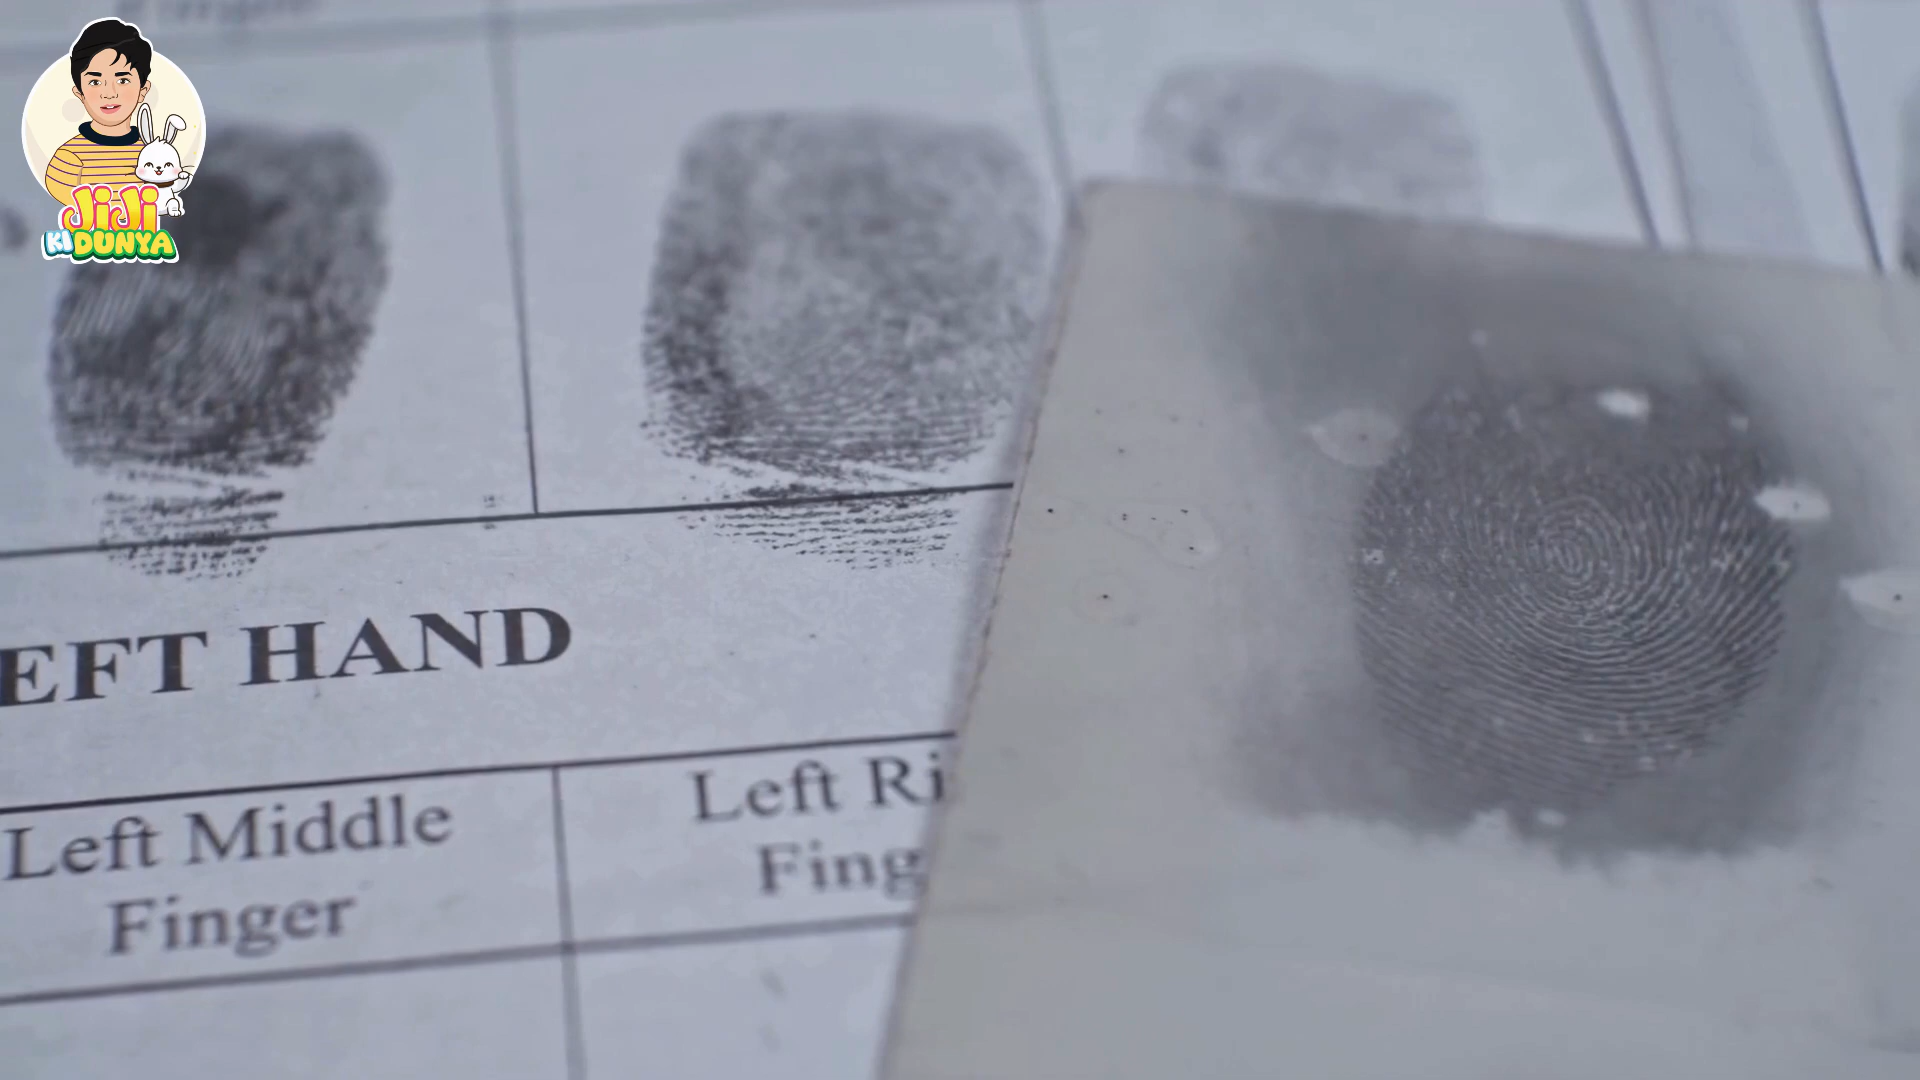 JiJi
KI DUNYA
EFT HAND
Left Middle
Finger
Left Ri
Fing